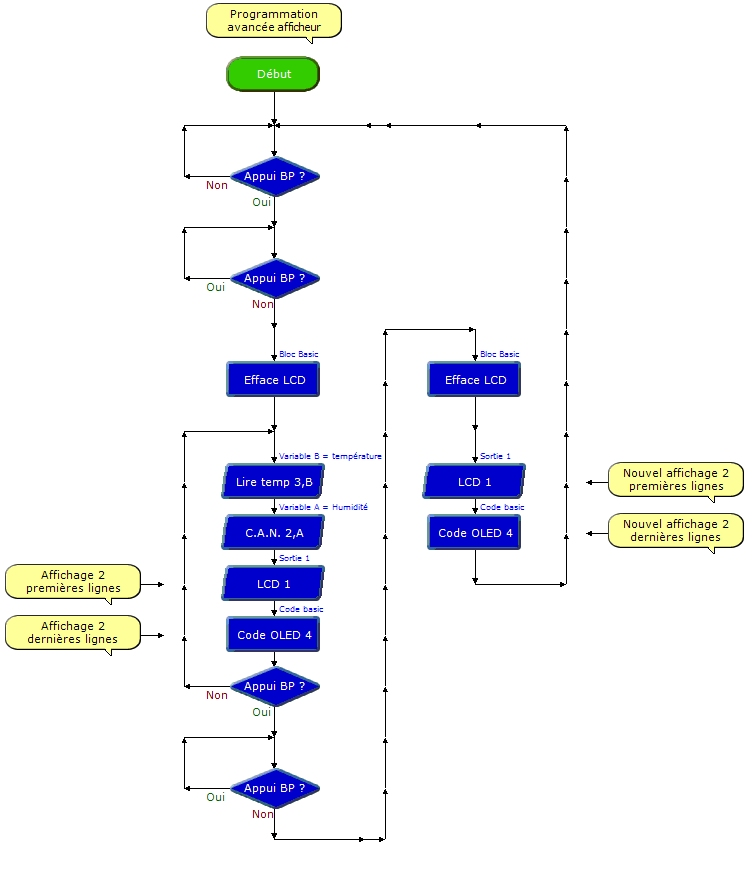 Programmation
avancée afficheur
Début
Appui BP ?
Non
Oui
Appui BP ?
Oui
Non
Bloc Basic
Efface LCD
Variable B = température
Lire temp 3,B
Variable A = Humidité
C.A.N. 2,A
Sortie 1
LCD 1
Code basic
Code OLED 4
Affichage 2
premières lignes
Affichage 2
dernières lignes
Appui BP ?
Non
Oui
Appui BP ?
Oui
Non
Bloc Basic
Efface LCD
Sortie 1
LCD 1
Code basic
Code OLED 4
Nouvel affichage 2
premières lignes
Nouvel affichage 2
dernières lignes